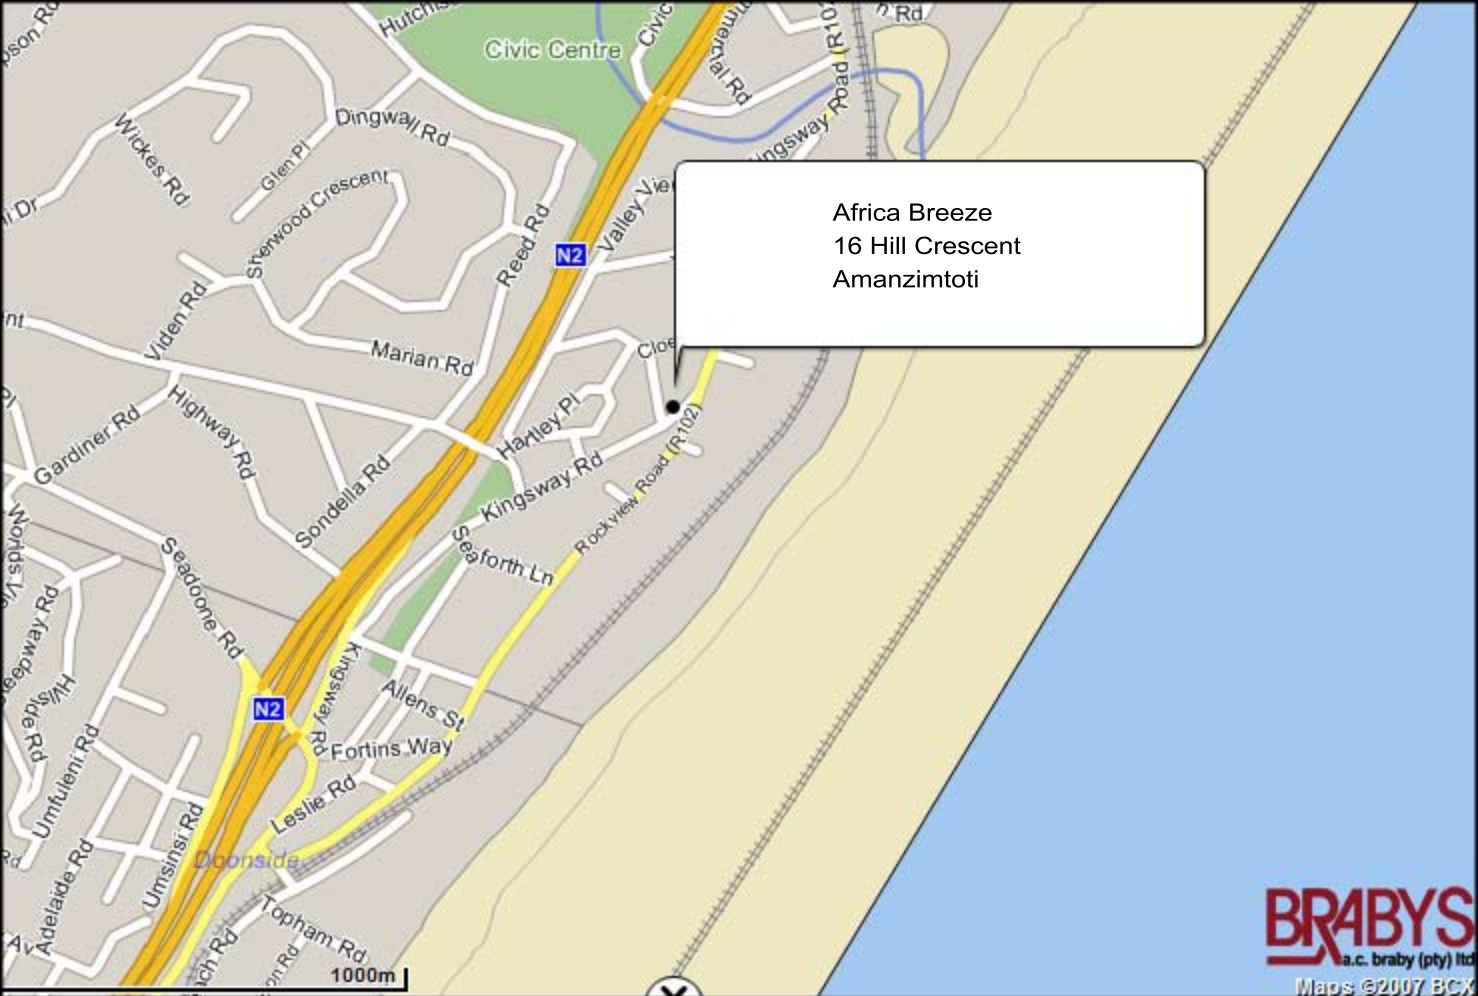 Civic Centre
Civic
n Rd
Dingwall Rd
Wickes Rd
Glen Pl
Sherwood Crescent
Reed Rd
Valley View
Kingsway Road (R102)
N2
Africa Breeze
16 Hill Crescent
Amanzimtoti
Viden Rd
Marian Rd
Highway Rd
Gardiner Rd
Sondella Rd
Hartley Pl
Kingsway Rd
Rockview Road (R102)
Seaforth Ln
Seadoone Rd
N2
Kingsway Rd
Allens St
Fortins Way
Leslie Rd
Umfuleni Rd
Umsinsi Rd
Adelaide Rd
Doonside
Topham Rd
1000m
BRABYS
a.c. braby (pty) ltd
Maps ©2007 BCX